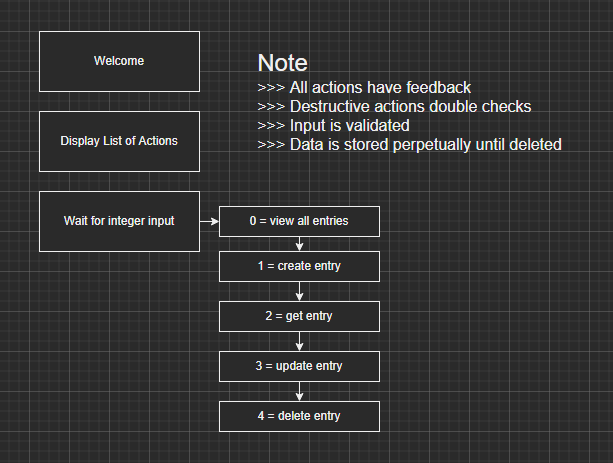 Welcome
Note
>>> All actions have feedback
>>> Destructive actions double checks
>>> Input is validated
>>> Data is stored perpetually until deleted
Display List of Actions
Wait for integer input
0 = view all entries
1 = create entry
2 = get entry
3 = update entry
4 = delete entry